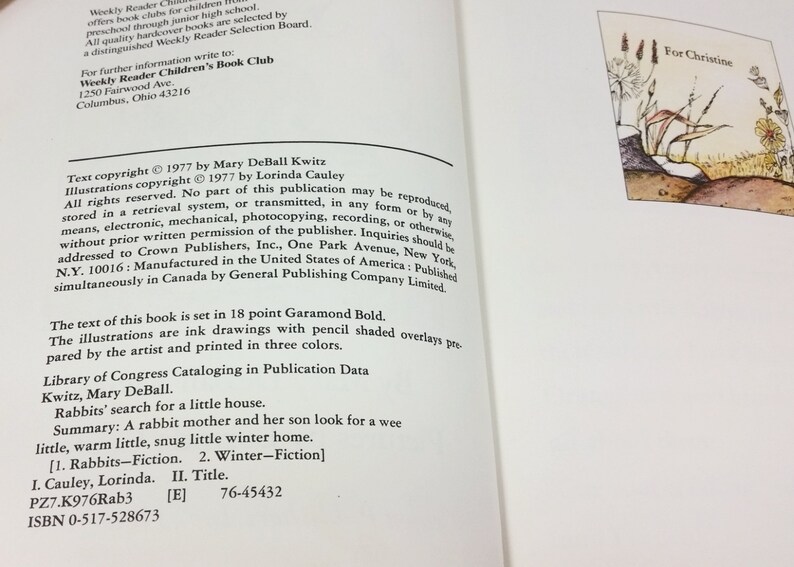 Weekly Reader Children
offers book clubs for children from
preschool through junior high school.
All quality hardcover books are selected by
a distinguished Weekly Reader Selection Board.
For further information write to:
Weekly Reader Children's Book Club
1250 Fairwood Ave.
Columbus, Ohio 43216
Text copyright © 1977 by Mary DeBall Kwitz
Illustrations copyright © 1977 by Lorinda Cauley
All rights reserved. No part of this publication may be reproduced,
stored in a retrieval system, or transmitted, in any form or by any
means, electronic, mechanical, photocopying, recording, or otherwise,
without prior written permission of the publisher. Inquiries should be
addressed to Crown Publishers, Inc., One Park Avenue, New York,
N.Y. 10016 : Manufactured in the United States of America : Published
simultaneously in Canada by General Publishing Company Limited.
The text of this book is set in 18 point Garamond Bold.
The illustrations are ink drawings with pencil shaded overlays pre-
pared by the artist and printed in three colors.
Library of Congress Cataloging in Publication Data
Kwitz, Mary DeBall.
Rabbits' search for a little house.
Summary: A rabbit mother and her son look for a wee
little, warm little, snug little winter home.
[1. Rabbits—Fiction. 2. Winter—Fiction]
I. Cauley, Lorinda. II. Title.
PZ7.K976Rab3 [E] 76-45432
ISBN 0-517-528673
For Christine